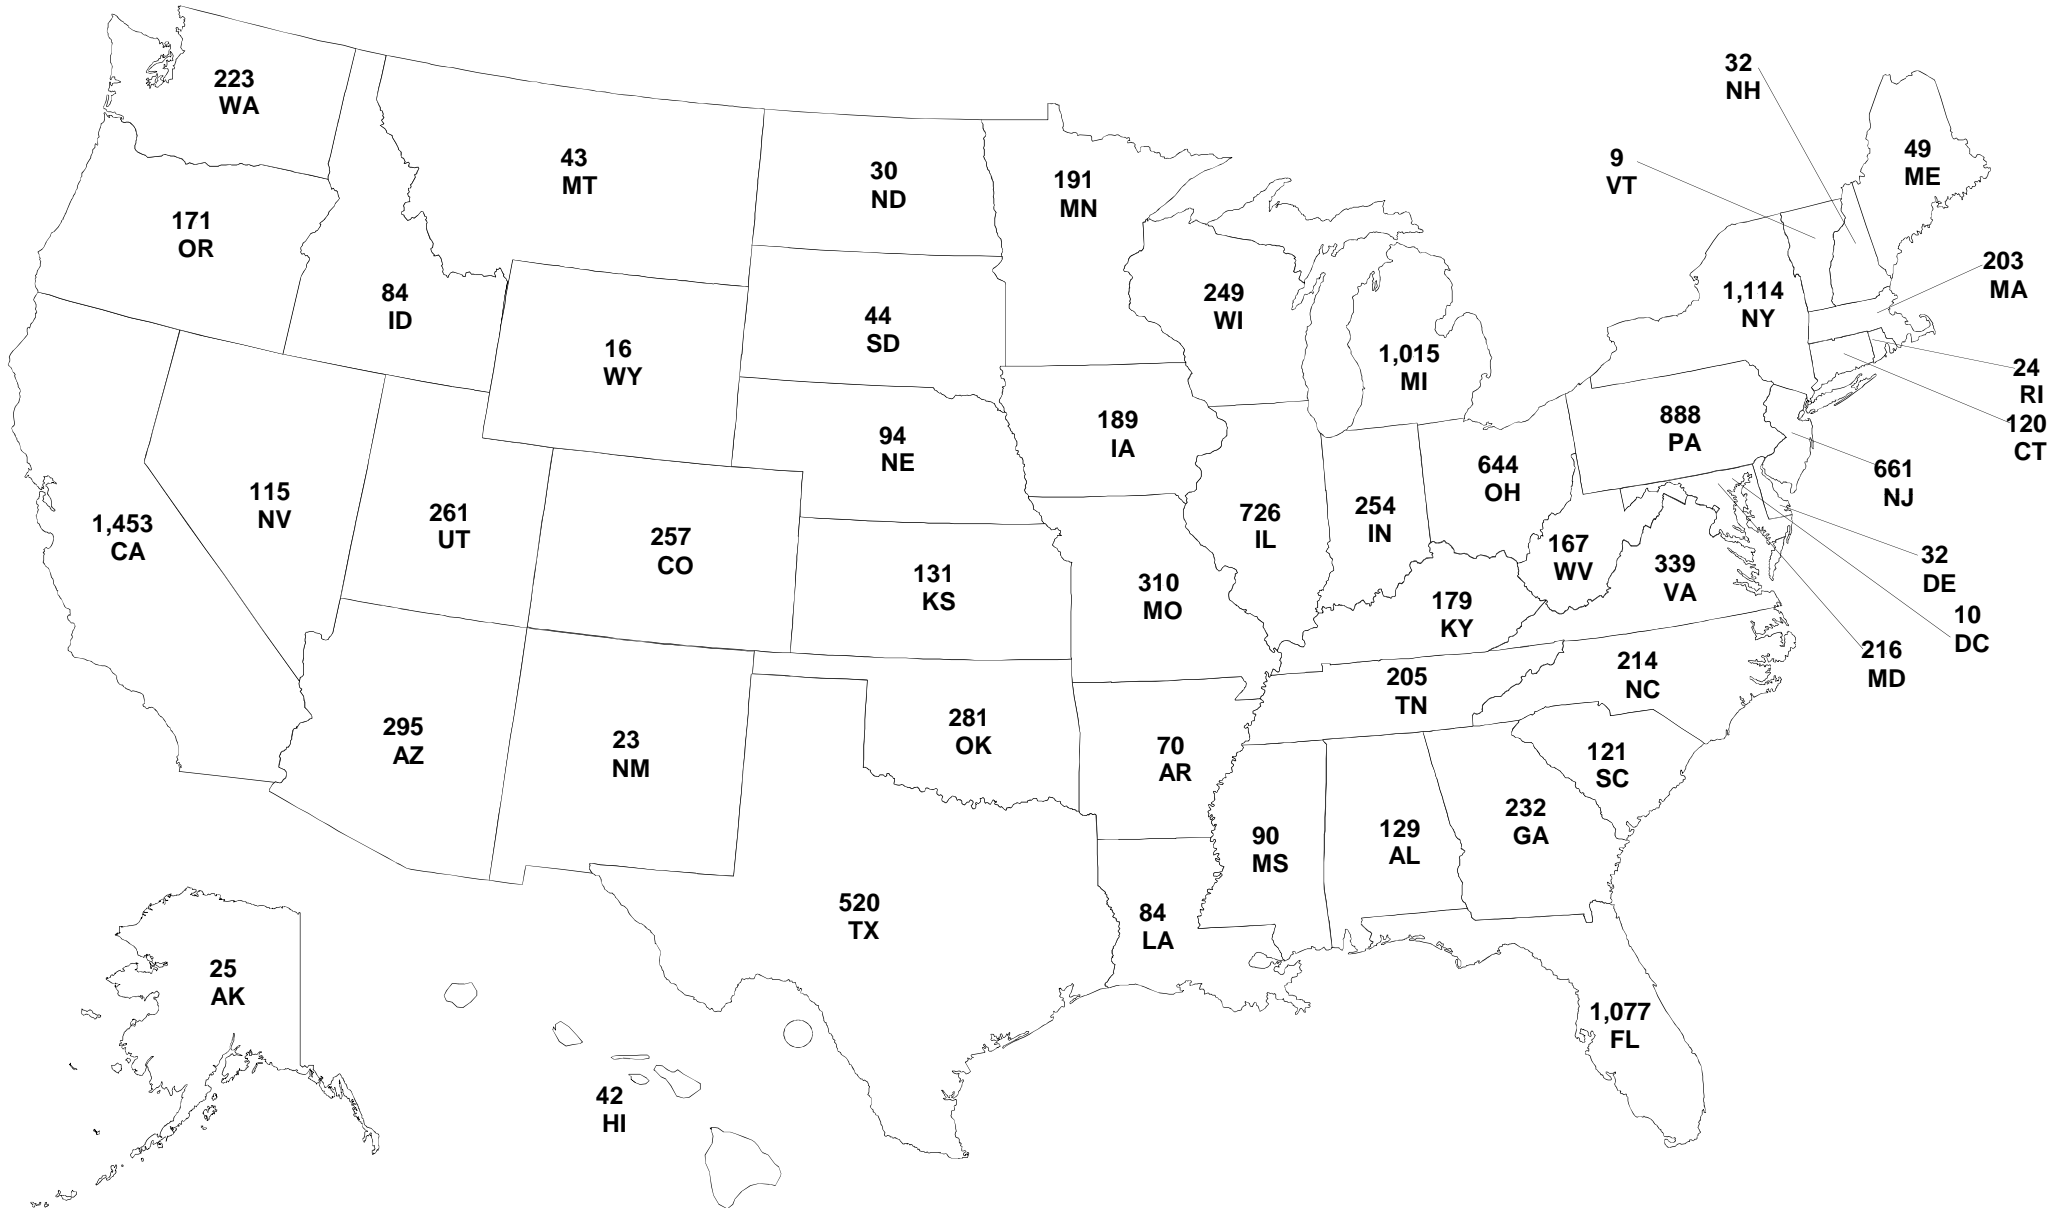 223
WA
171
OR
84
ID
43
MT
16
WY
30
ND
44
SD
94
NE
191
MN
189
IA
249
WI
1,015
MI
32
NH
9
VT
49
ME
203
MA
1,114
NY
24
RI
120
CT
888
PA
661
NJ
644
OH
254
IN
726
IL
1,453
CA
115
NV
261
UT
257
CO
131
KS
310
MO
179
KY
167
WV
339
VA
32
DE
10
DC
216
MD
295
AZ
23
NM
281
OK
70
AR
205
TN
214
NC
121
SC
232
GA
129
AL
90
MS
84
LA
520
TX
1,077
FL
25
AK
42
HI